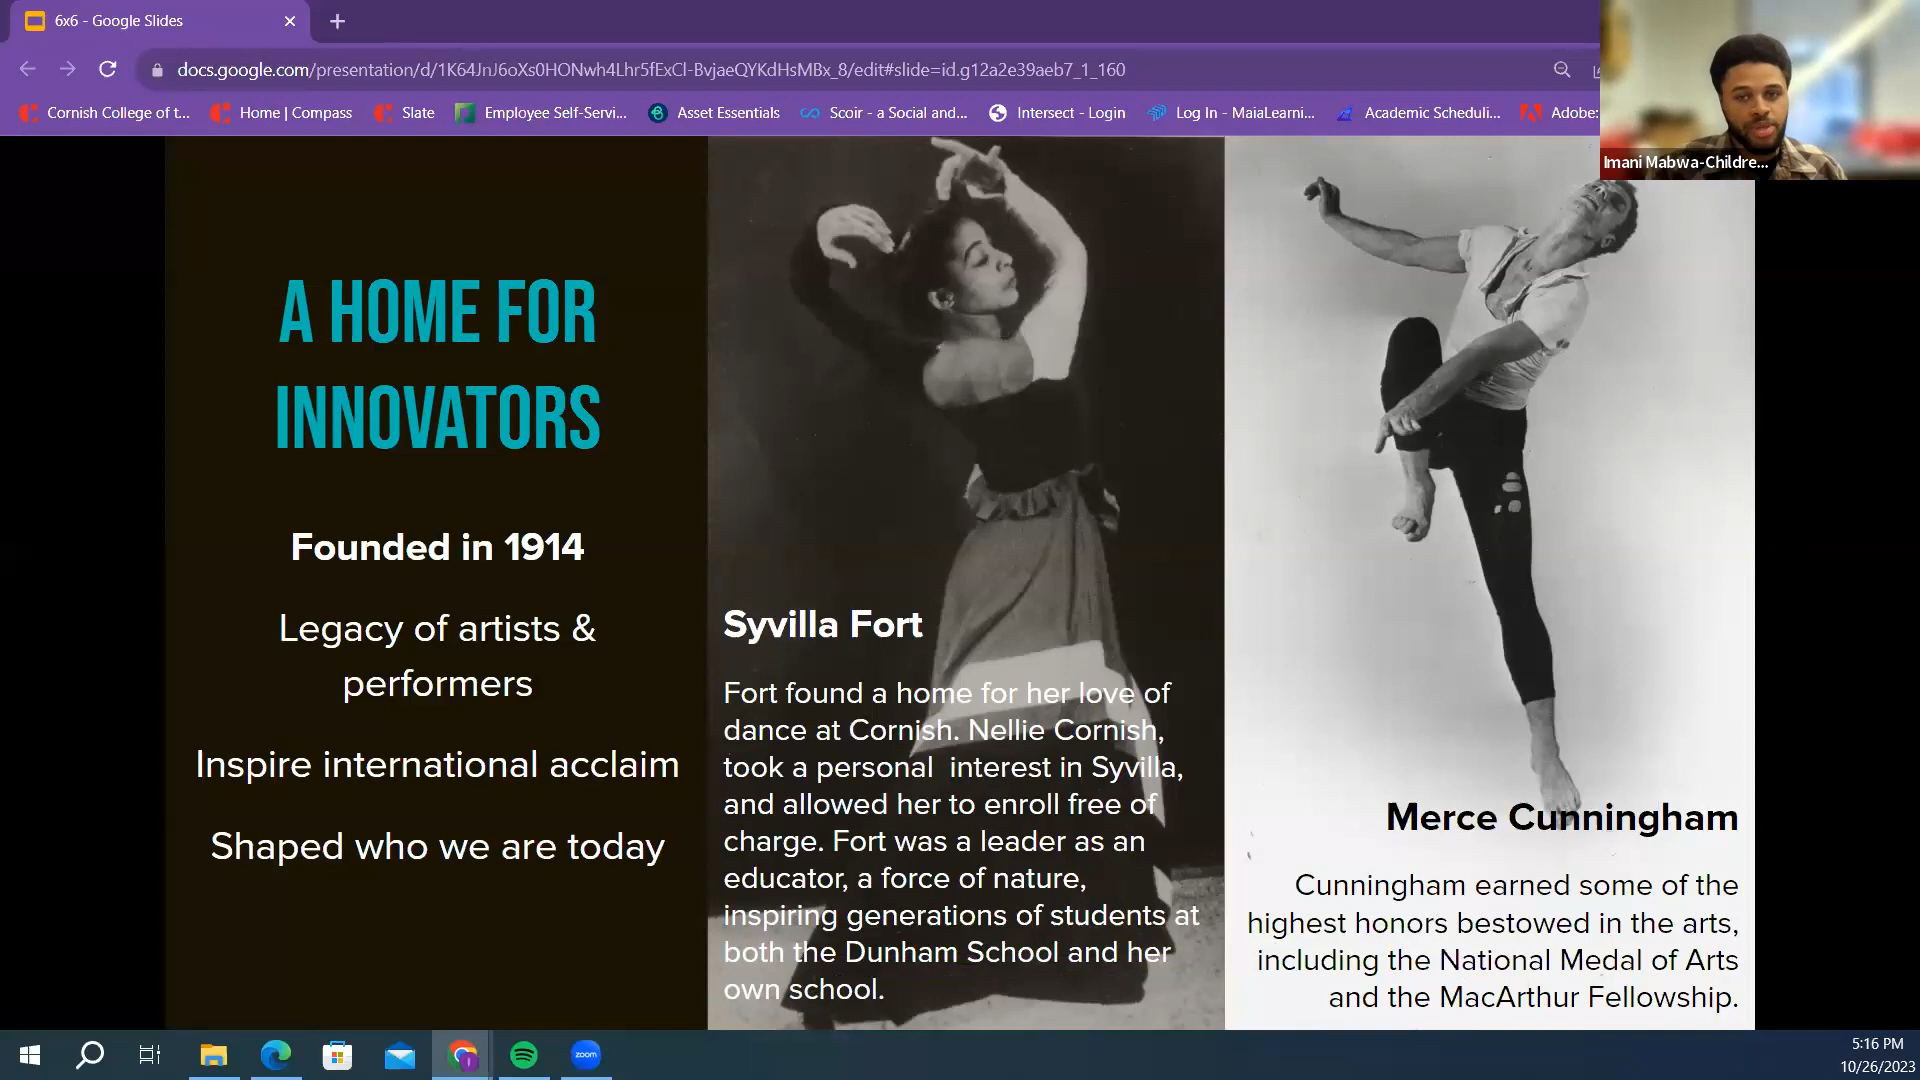 6x6 - Google Slides
docs.google.com/presentation/d/1K64JnJ6oXs0HONwh4Lhr5fExCl-BvjaeQYKdHsMBx_8/edit#slide=id.g12a2e39aeb7_1_160
Cornish College of t... Home | Compass Slate Employee Self-Servi... Asset Essentials Scoir - a Social and... Intersect - Login Log In - MaiaLearni... Academic Scheduli... Adobe:
Imani Mabwa-Childre...
A HOME FOR
INNOVATORS
Founded in 1914
Legacy of artists &
performers
Inspire international acclaim
Shaped who we are today
Syvilla Fort
Fort found a home for her love of
dance at Cornish. Nellie Cornish,
took a personal  interest in Syvilla,
and allowed her to enroll free of
charge. Fort was a leader as an
educator, a force of nature,
inspiring generations of students at
both the Dunham School and her
own school.
Merce Cunningham
Cunningham earned some of the
highest honors bestowed in the arts,
including the National Medal of Arts
and the MacArthur Fellowship.
zoom
5:16 PM
10/26/2023